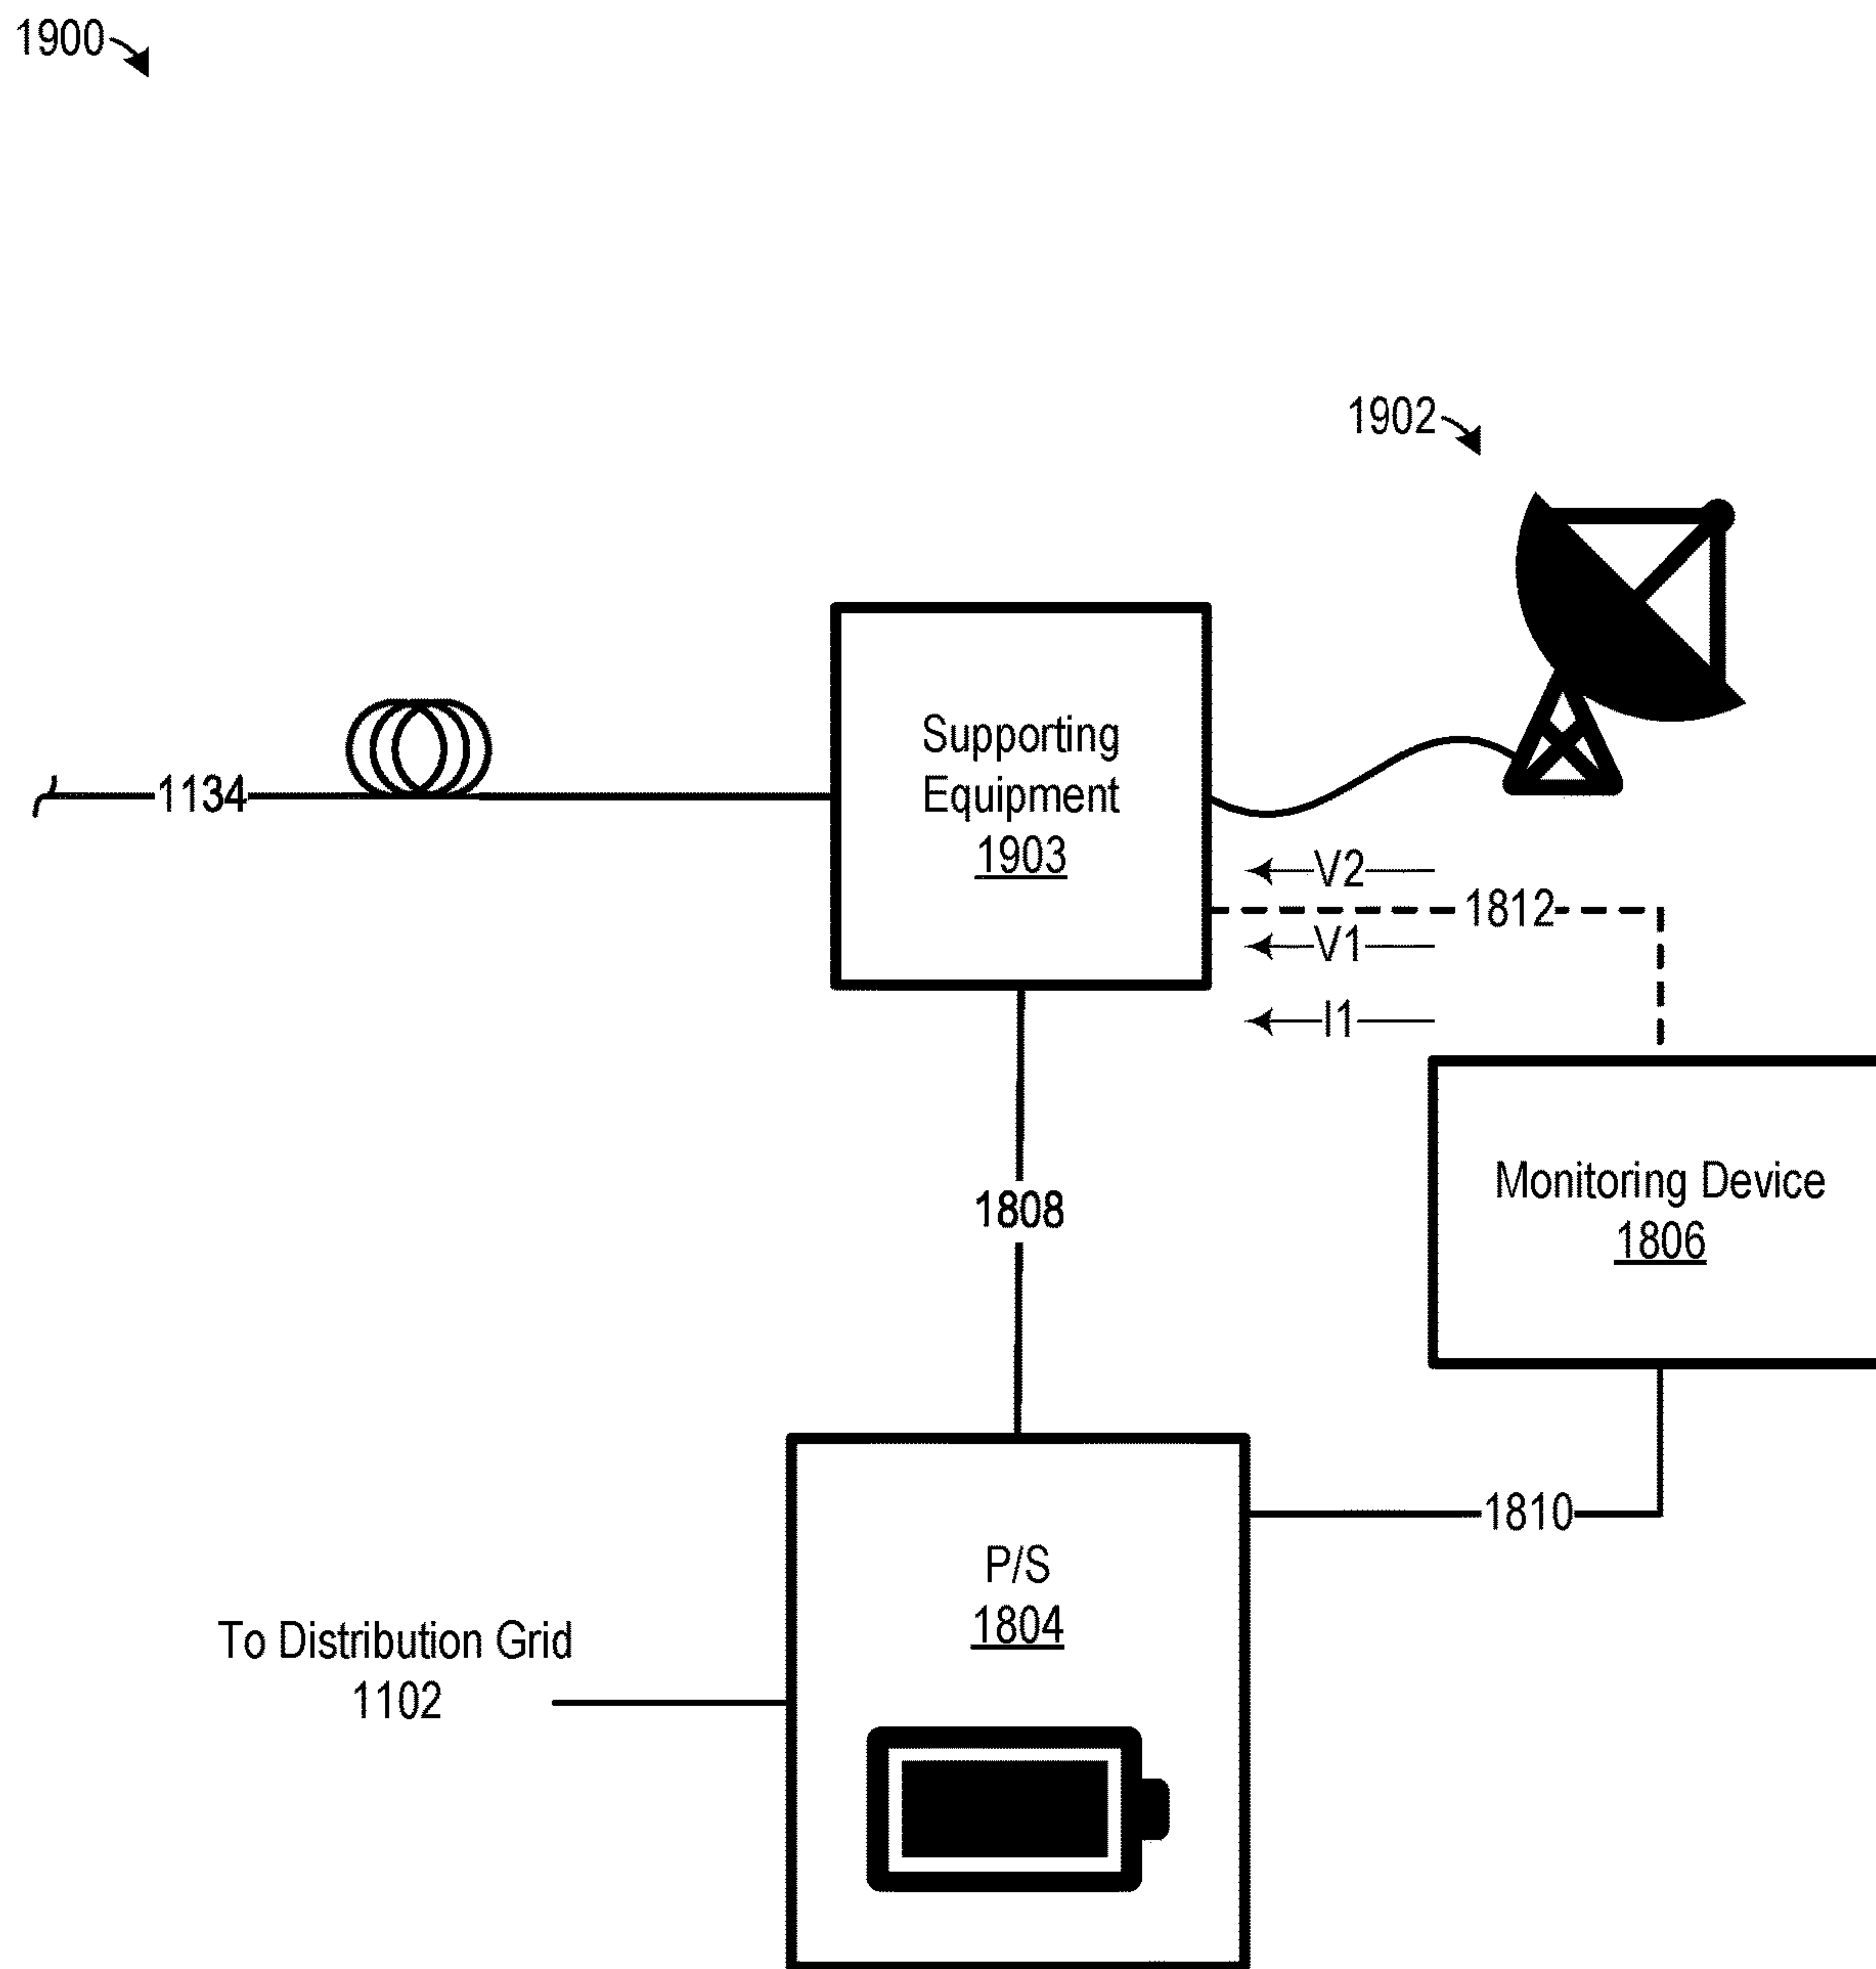 1900
1902
Supporting
Equipment
1903
1134
V2
1812
V1
I1
1808
Monitoring Device
1806
1810
P/S
1804
To Distribution Grid
1102